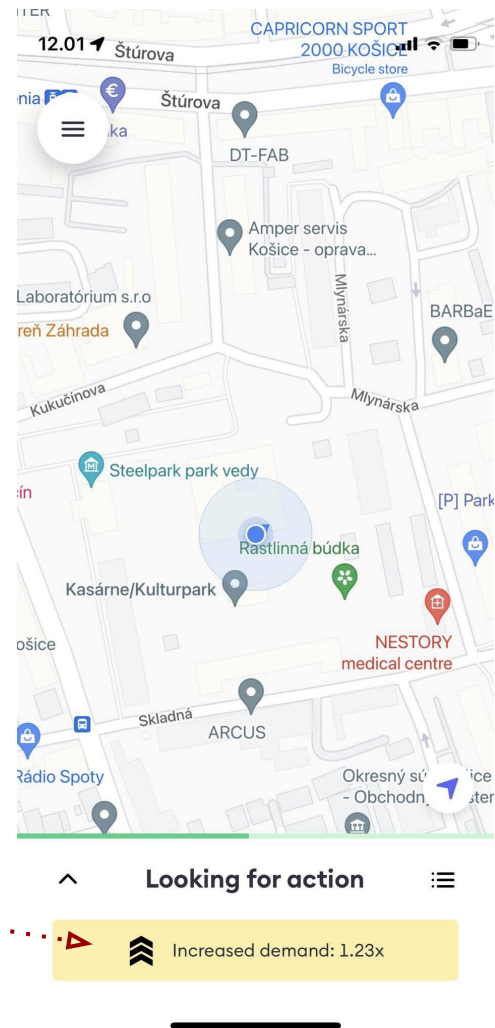 CAPRICORN SPORT
2000 KOŠICE
Bicycle store
12.01
Štúrova
Štúrova
DT-FAB
Amper servis
Košice - oprava...
Mlynárska
Laboratórium s.r.o
reň Záhrada
BARBaE
Kukučínova
Mlynárska
Steelpark park vedy
[P] Park
Rastlinná búdka
Kasárne/Kulturpark
ošice
NESTORY
medical centre
Skladná
ARCUS
Rádio Spoty
Okresný sú
- Obchodn
Looking for action
Increased demand: 1.23x